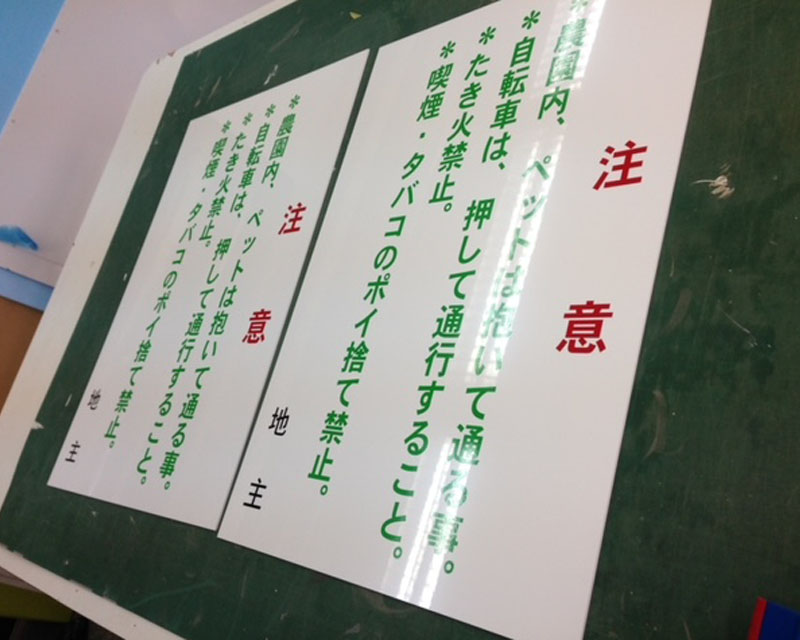 注意
*農園内、ペットは抱いて通る事。
*自転車は、押して通行すること。
*たき火禁止。
*喫煙・タバコのポイ捨て禁止。
地主
注意
*農園内、ペットは抱いて通る事。
*自転車は、押して通行すること。
*たき火禁止。
*喫煙・タバコのポイ捨て禁止。
地主